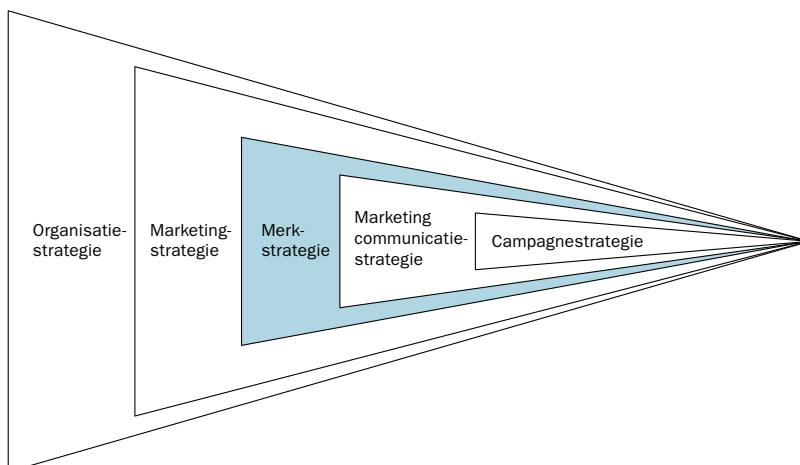 Organisatie-
strategie
Marketing-
strategie
Merk-
strategie
Marketing
communicatie-
strategie
Campagnestrategie